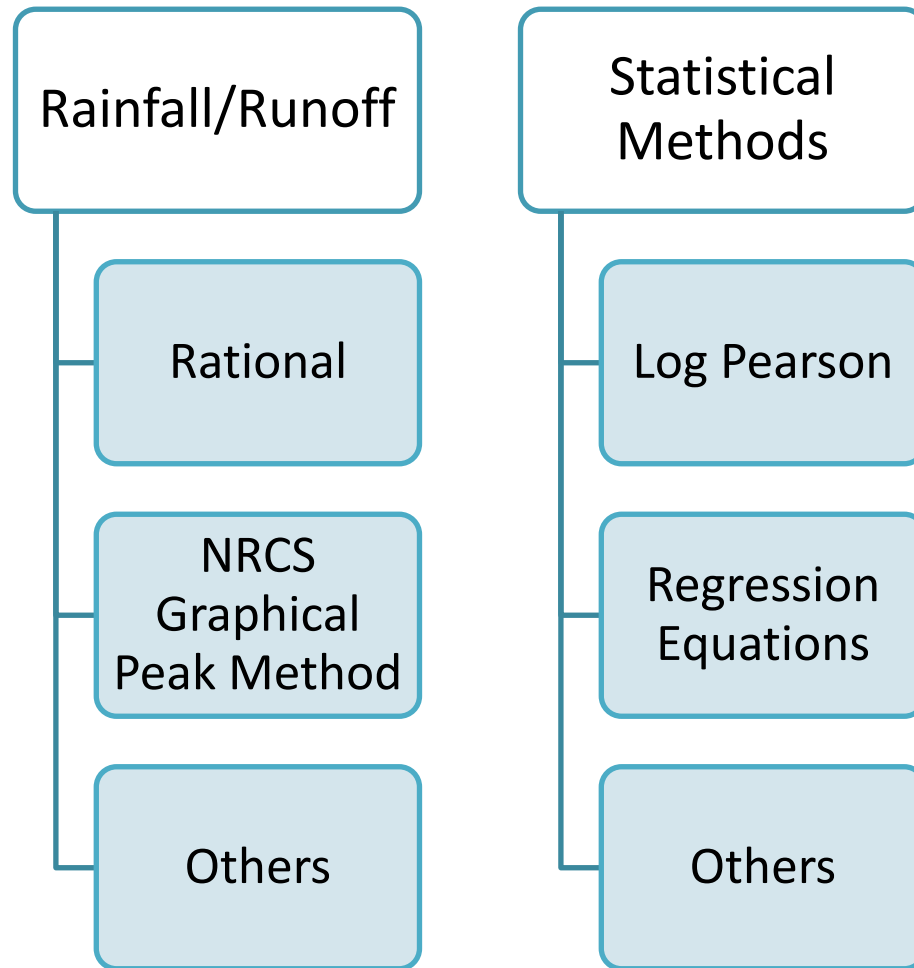 Rainfall/Runoff
Rational
NRCS
Graphical
Peak Method
Others
Statistical
Methods
Log Pearson
Regression
Equations
Others